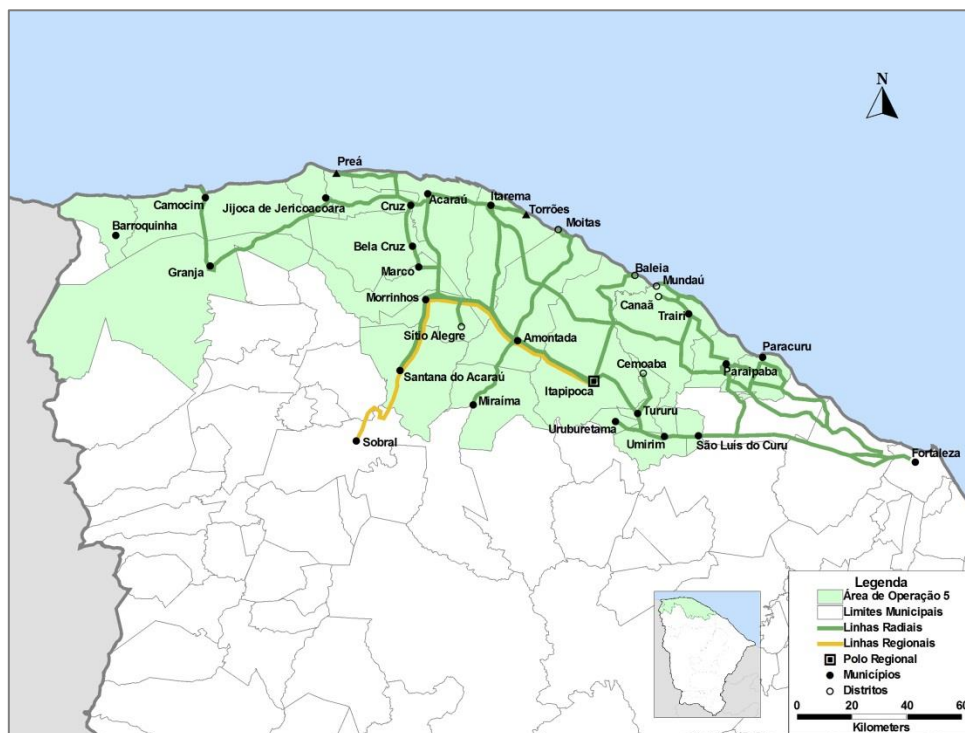 N
Preá
Camocim
Acaraú
Itarema
Jijoca de Jericoacoara
Cruz
Torrões
Moitas
Barroquinha
Bela Cruz
Granja
Marco
Baleia
Mundaú
Canaã
Morrinhos
Trairi
Sítio Alegre
Amontada
Paracuru
Cemoaba
Paraipaba
Santana do Acaraú
Itapipoca
Miraíma
Tururu
Uruburetama
Umirim
São Luís do Curu
Sobral
Fortaleza
Legenda
Área de Operação 5
Limites Municipais
Linhas Radiais
Linhas Regionais
Polo Regional
Municípios
Distritos
0 20 40 60
Kilometers